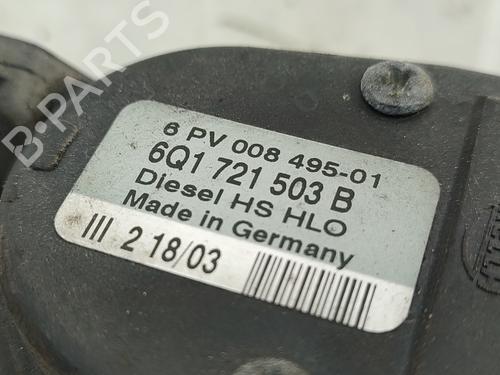 6 PV 008 495-01
6Q1 721 503 B
Diesel HS HLO
Made in Germany
III 2 18/03
B-PARTS